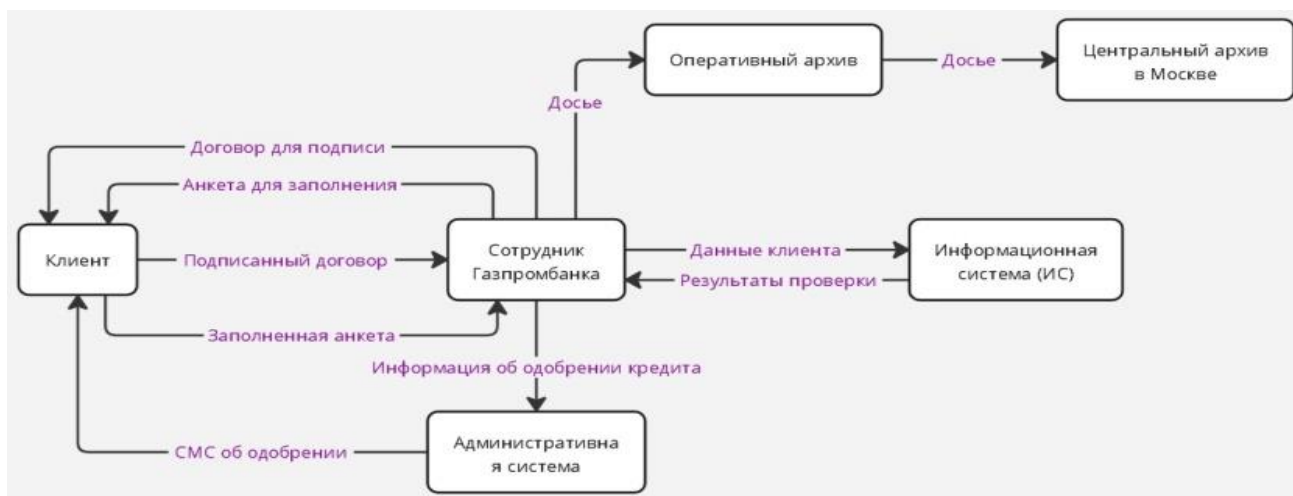 Оперативный архив
Досье
Центральный архив
в Москве
Досье
Договор для подписи
Анкета для заполнения
Клиент
Подписанный договор
Сотрудник
Газпромбанка
Данные клиента
Результаты проверки
Информационная
система (ИС)
Заполненная анкета
Информация об одобрении кредита
СМС об одобрении
Административна
я система